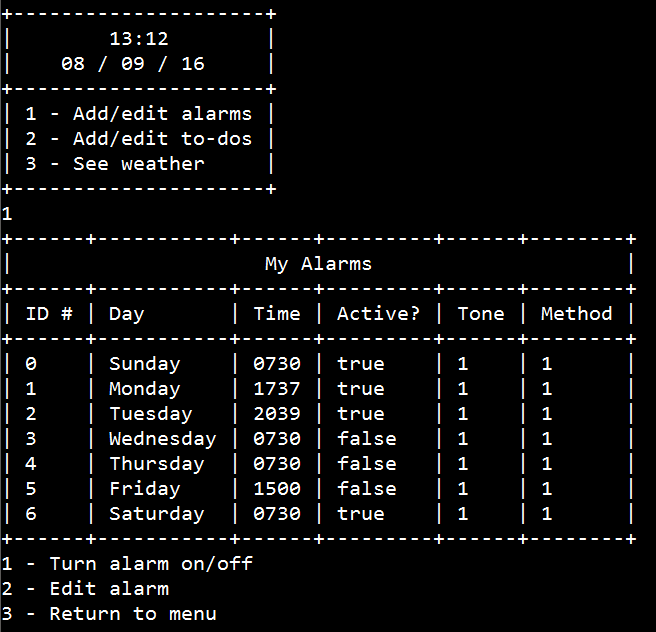 +---------------------+
|        13:12        |
|    08 / 09 / 16     |
+---------------------+
| 1 - Add/edit alarms |
| 2 - Add/edit to-dos |
| 3 - See weather     |
+---------------------+
1
+------+-----------+------+---------+------+--------+
|                     My Alarms                     |
+------+-----------+------+---------+------+--------+
| ID # | Day       | Time | Active? | Tone | Method |
+------+-----------+------+---------+------+--------+
| 0    | Sunday    | 0730 | true    | 1    | 1      |
| 1    | Monday    | 1737 | true    | 1    | 1      |
| 2    | Tuesday   | 2039 | true    | 1    | 1      |
| 3    | Wednesday | 0730 | false   | 1    | 1      |
| 4    | Thursday  | 0730 | false   | 1    | 1      |
| 5    | Friday    | 1500 | false   | 1    | 1      |
| 6    | Saturday  | 0730 | true    | 1    | 1      |
+------+-----------+------+---------+------+--------+
1 - Turn alarm on/off
2 - Edit alarm
3 - Return to menu